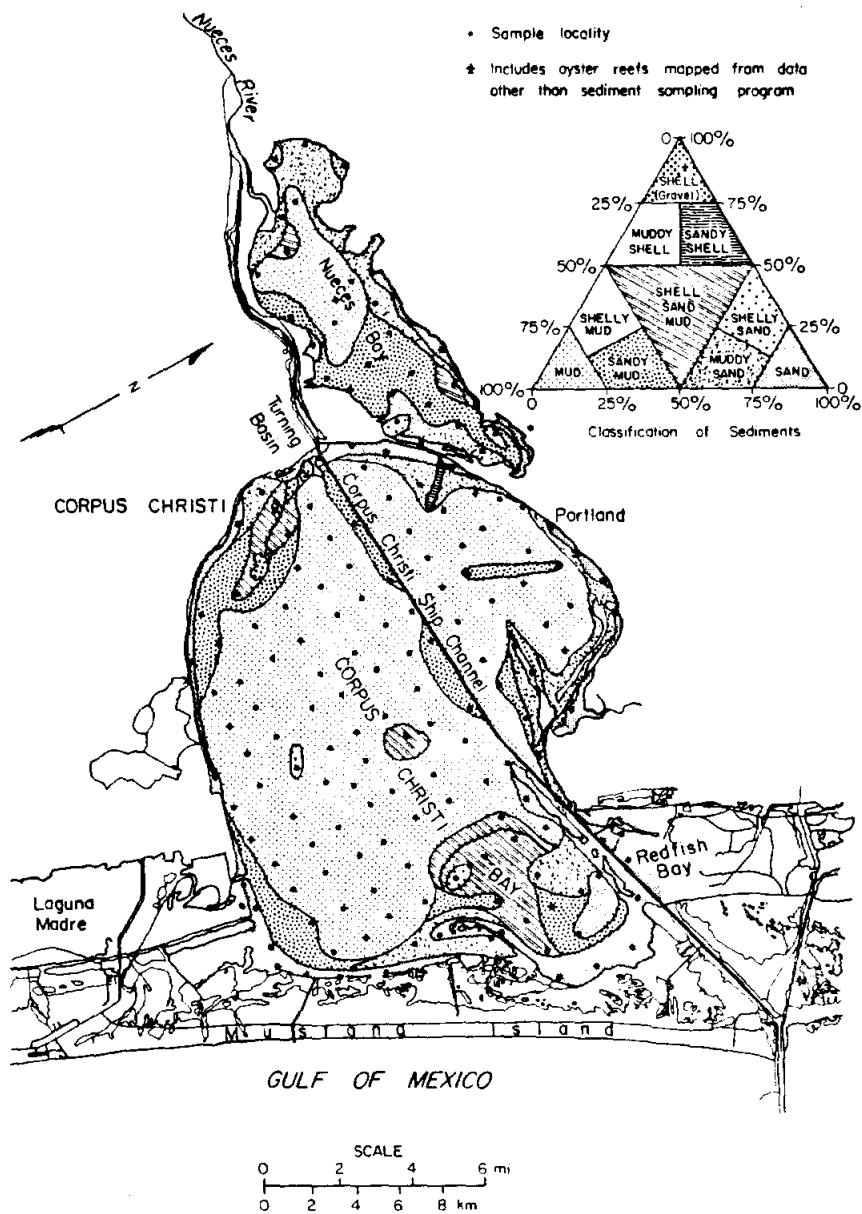 Nueces
River
• Sample locality
Includes oyster reefs mapped from data
other than sediment sampling program
0 100%
SHELL
(Gravel)
25% 75%
MUDDY
SHELL
SANDY
SHELL
50% 50%
SHELL
SAND
MUD
SHELLY
MUD
SHELLY
SAND
75% 25%
MUD
SANDY
MUD
MUDDY
SAND
SAND
100% 0
0 25% 50% 75% 100%
Classification of Sediments
Nueces
Bay
N
Turning
Basin
CORPUS CHRISTI
Corpus Christi Ship Channel
Portland
CORPUS
CHRISTI
BAY
Redfish
Bay
Laguna
Madre
Mustang Island
GULF OF MEXICO
SCALE
0 2 4 6 mi
0 2 4 6 8 km